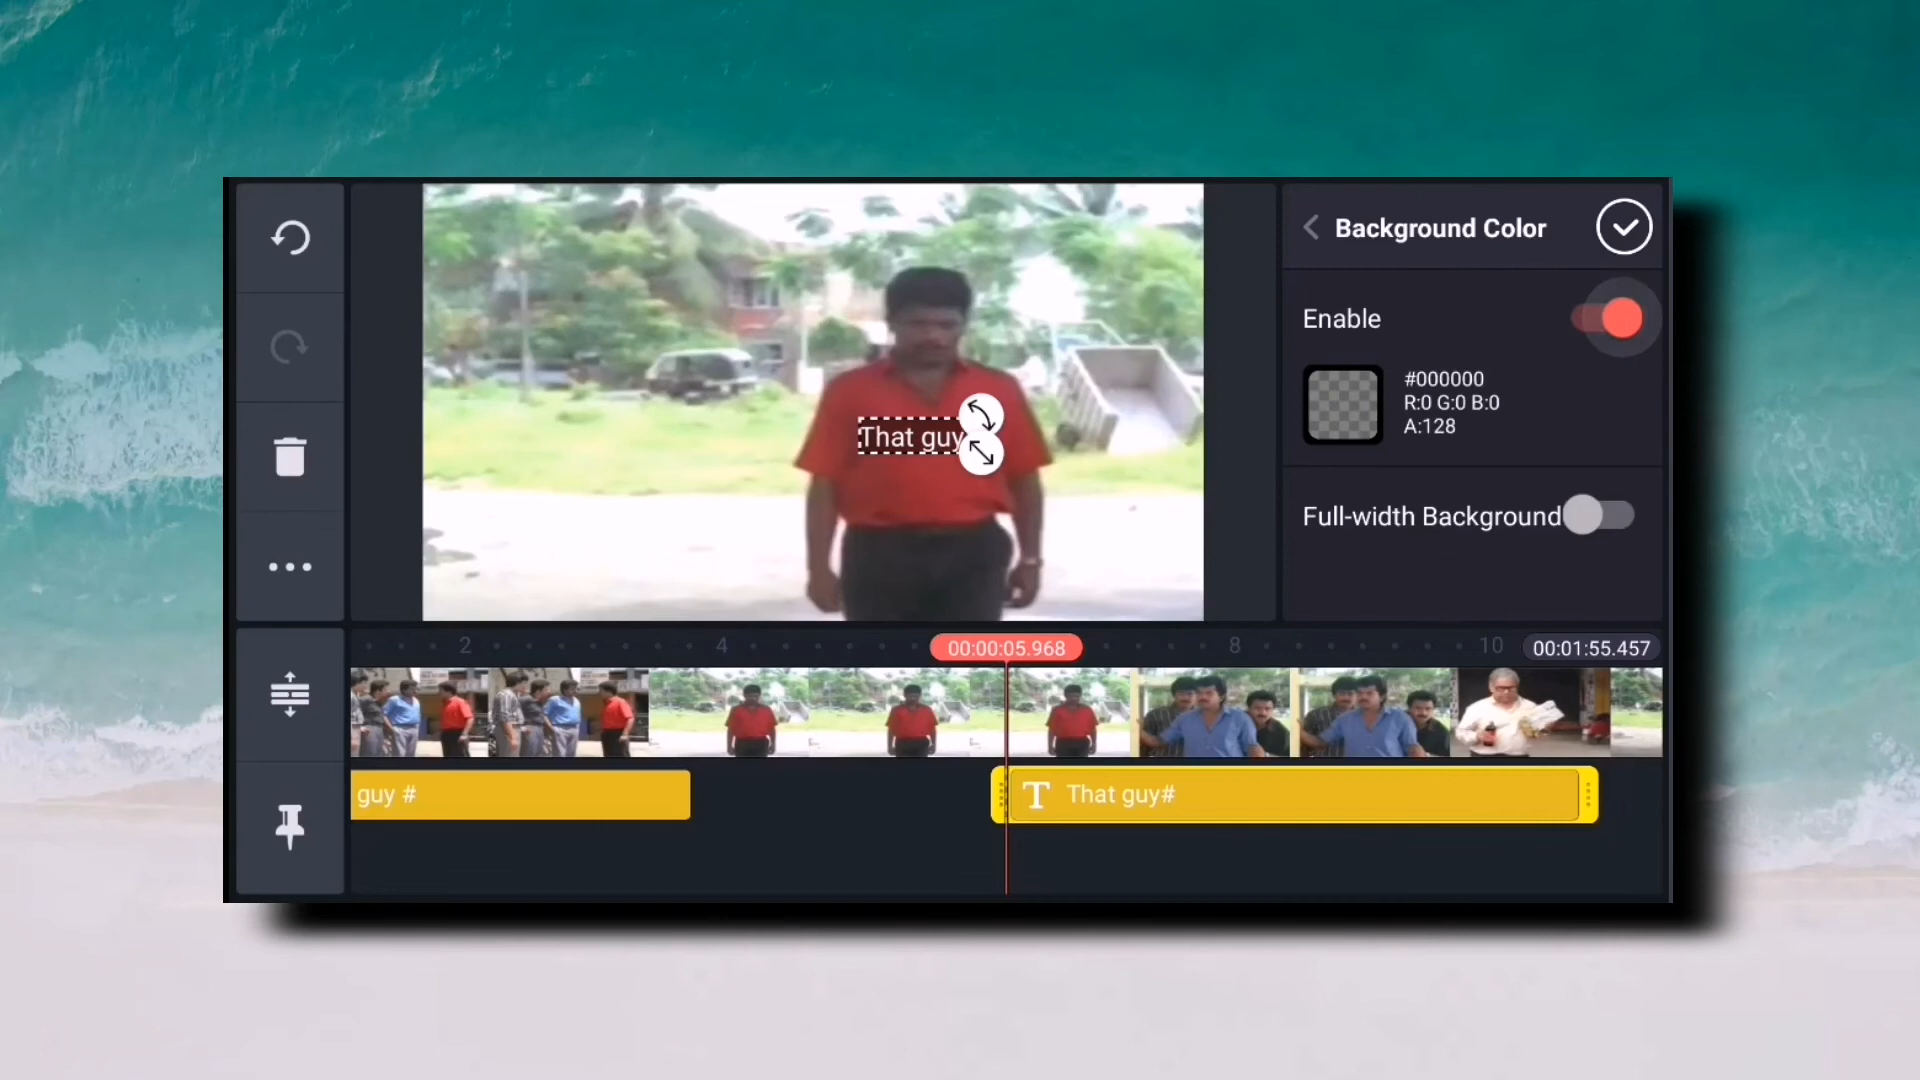 Background Color
Enable
#000000
R:0 G:0 B:0
A:128
That guy
Full-width Background
2
4
00:00:05.968
8
10
00:01:55.457
guy #
T That guy#